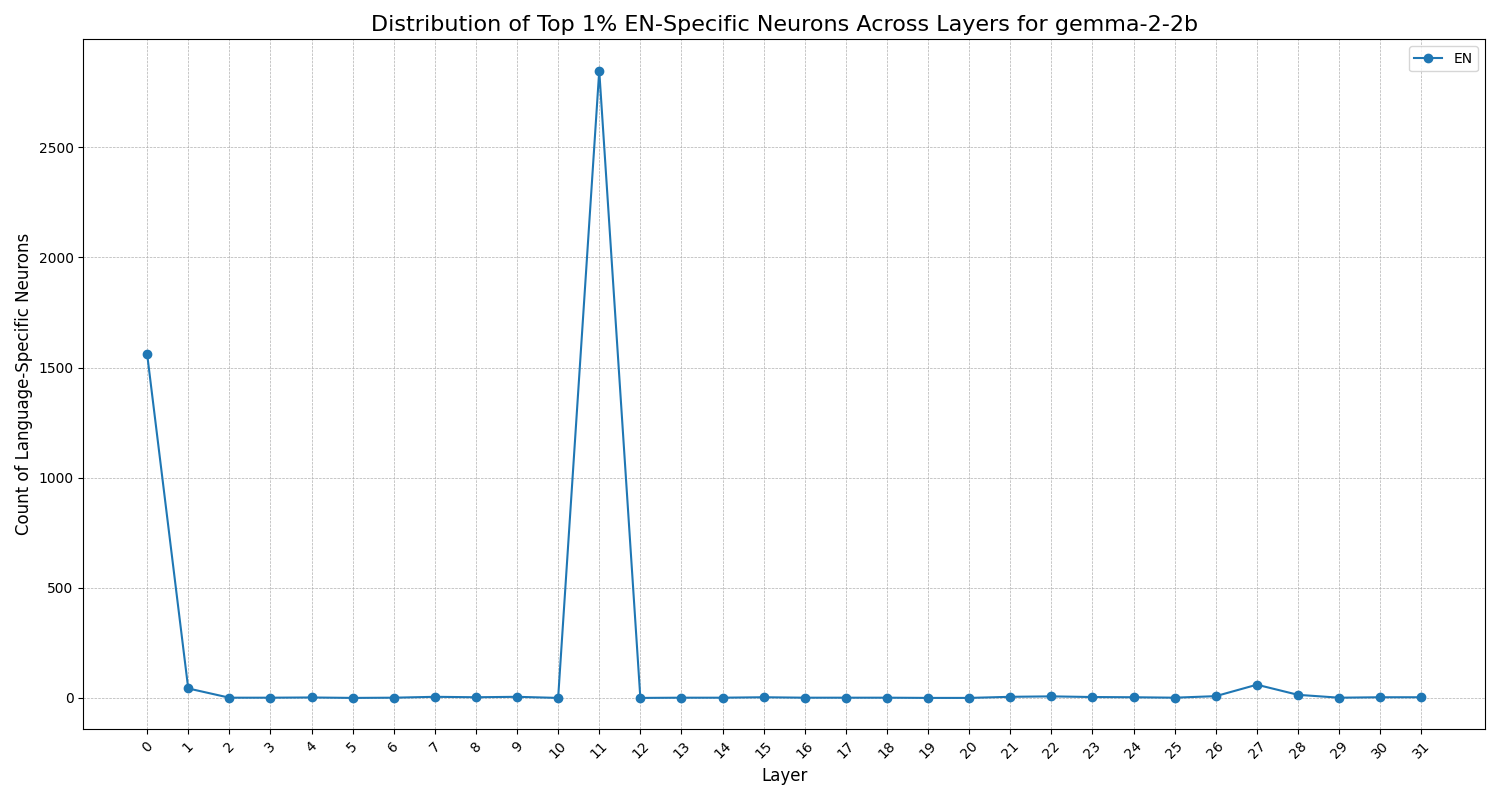 Distribution of Top 1% EN-Specific Neurons Across Layers for gemma-2-2b
EN
Count of Language-Specific Neurons
2500
2000
1500
1000
500
0
0 1 2 3 4 5 6 7 8 9 10 11 12 13 14 15 16 17 18 19 20 21 22 23 24 25 26 27 28 29 30 31
Layer